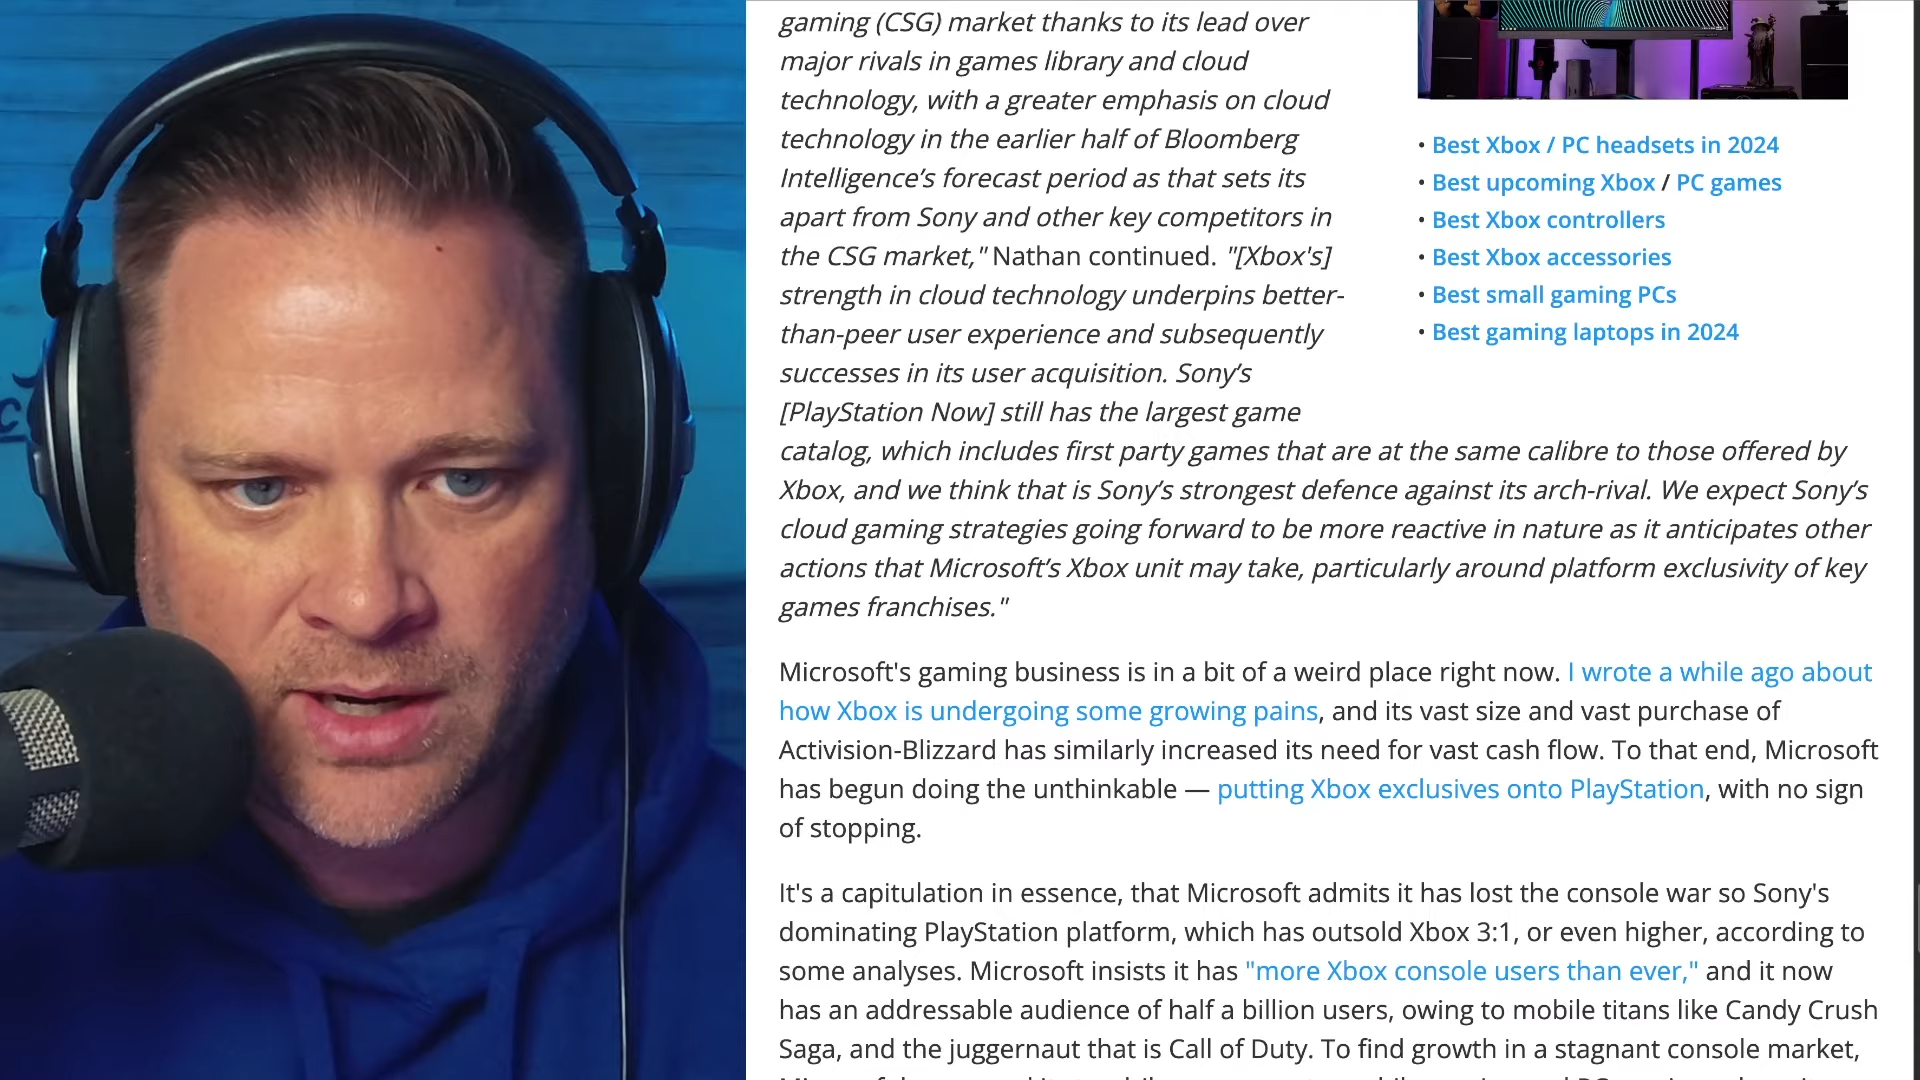 gaming (CSG) market thanks to its lead over
major rivals in games library and cloud
technology, with a greater emphasis on cloud
technology in the earlier half of Bloomberg
Intelligence’s forecast period as that sets its
apart from Sony and other key competitors in
the CSG market," Nathan continued. "[Xbox's]
strength in cloud technology underpins better-
than-peer user experience and subsequently
successes in its user acquisition. Sony’s
[PlayStation Now] still has the largest game
catalog, which includes first party games that are at the same calibre to those offered by
Xbox, and we think that is Sony’s strongest defence against its arch-rival. We expect Sony’s
cloud gaming strategies going forward to be more reactive in nature as it anticipates other
actions that Microsoft’s Xbox unit may take, particularly around platform exclusivity of key
games franchises."
• Best Xbox / PC headsets in 2024
• Best upcoming Xbox / PC games
• Best Xbox controllers
• Best Xbox accessories
• Best small gaming PCs
• Best gaming laptops in 2024
Microsoft's gaming business is in a bit of a weird place right now. I wrote a while ago about
how Xbox is undergoing some growing pains, and its vast size and vast purchase of
Activision-Blizzard has similarly increased its need for vast cash flow. To that end, Microsoft
has begun doing the unthinkable — putting Xbox exclusives onto PlayStation, with no sign
of stopping.
It's a capitulation in essence, that Microsoft admits it has lost the console war so Sony's
dominating PlayStation platform, which has outsold Xbox 3:1, or even higher, according to
some analyses. Microsoft insists it has "more Xbox console users than ever," and it now
has an addressable audience of half a billion users, owing to mobile titans like Candy Crush
Saga, and the juggernaut that is Call of Duty. To find growth in a stagnant console market,